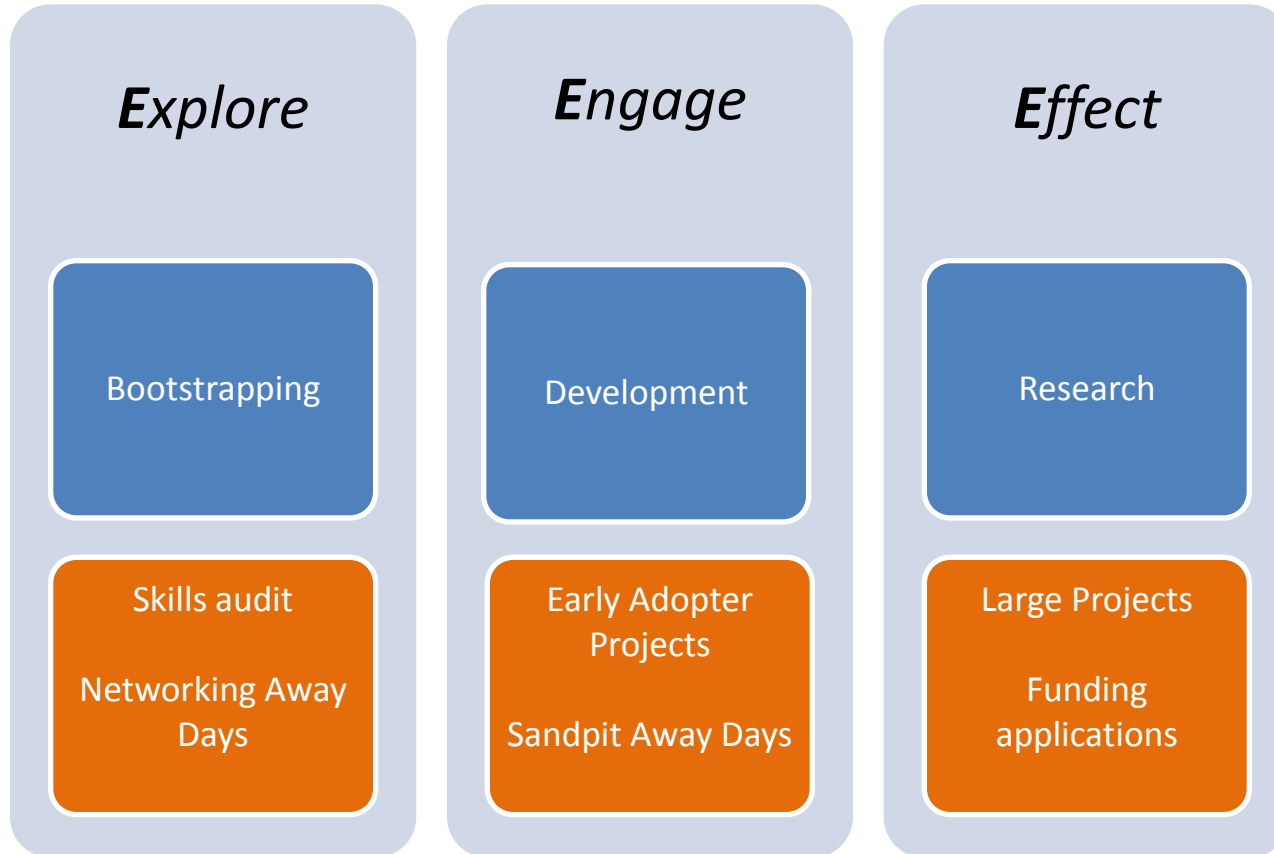 Explore
Bootstrapping
Skills audit
Networking Away
Days
Engage
Development
Early Adopter
Projects
Sandpit Away Days
Effect
Research
Large Projects
Funding
applications